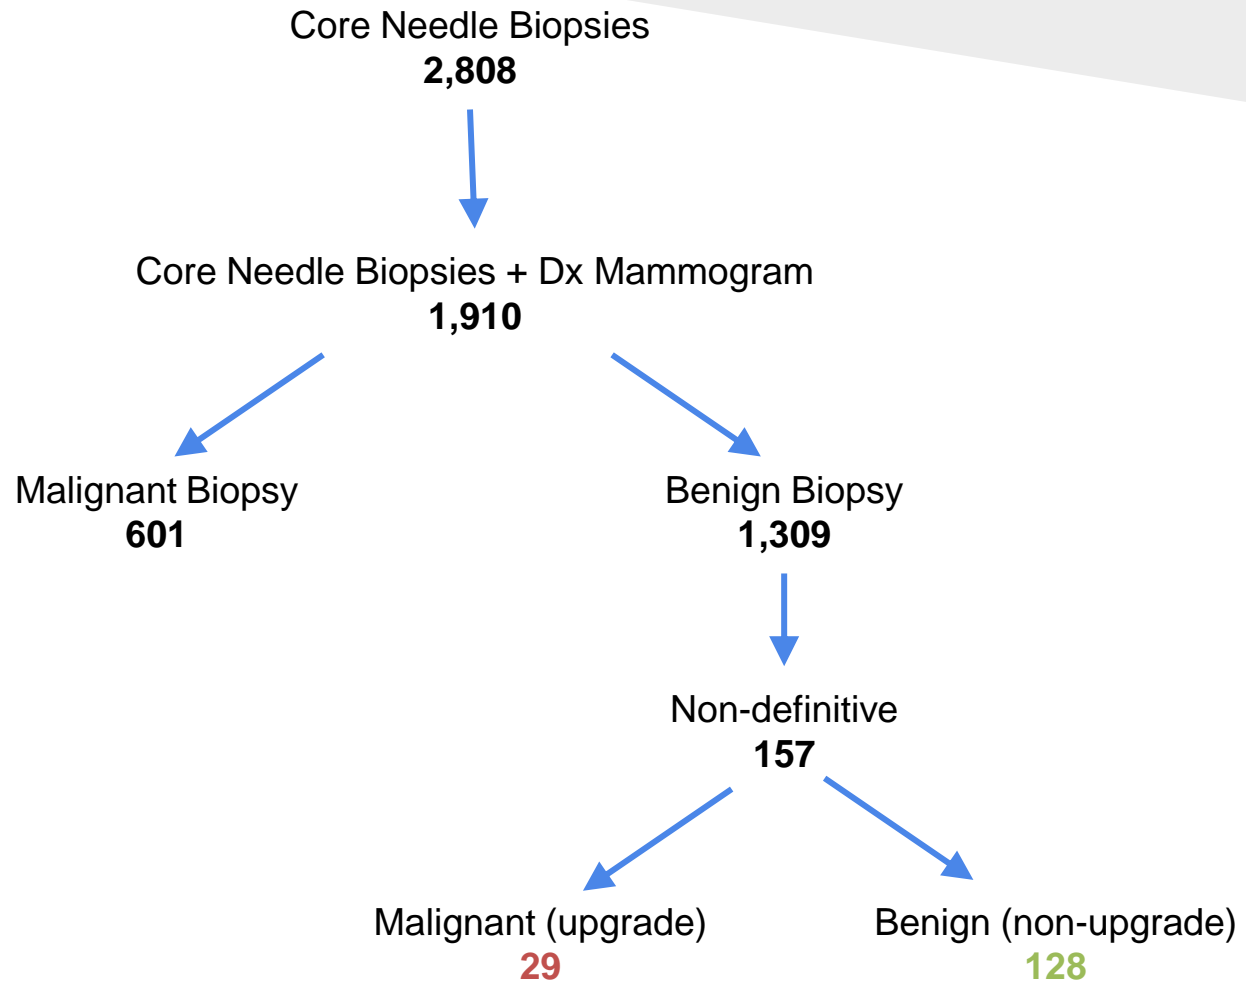 Core Needle Biopsies
2,808
Core Needle Biopsies + Dx Mammogram
1,910
Malignant Biopsy
601
Benign Biopsy
1,309
Non-definitive
157
Malignant (upgrade)
29
Benign (non-upgrade)
128